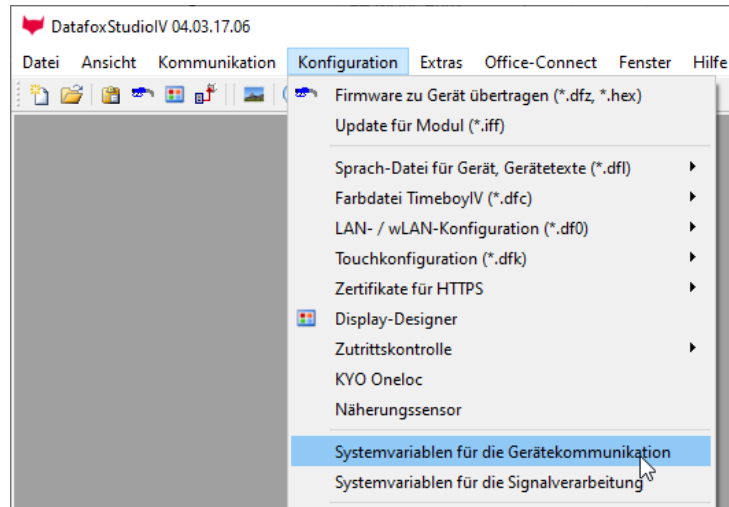 DatafoxStudioIV 04.03.17.06
Datei Ansicht Kommunikation Konfiguration Extras Office-Connect Fenster Hilfe
Firmware zu Gerät übertragen (*.dfz, *.hex)
Update für Modul (*.iff)
Sprach-Datei für Gerät, Gerätetexte (*.dfl)
Farbdatei TimeboyIV (*.dfc)
LAN- / wLAN-Konfiguration (*.df0)
Touchkonfiguration (*.dfk)
Zertifikate für HTTPS
Display-Designer
Zutrittskontrolle
KYO Oneloc
Näherungssensor
Systemvariablen für die Gerätekommunikation
Systemvariablen für die Signalverarbeitung